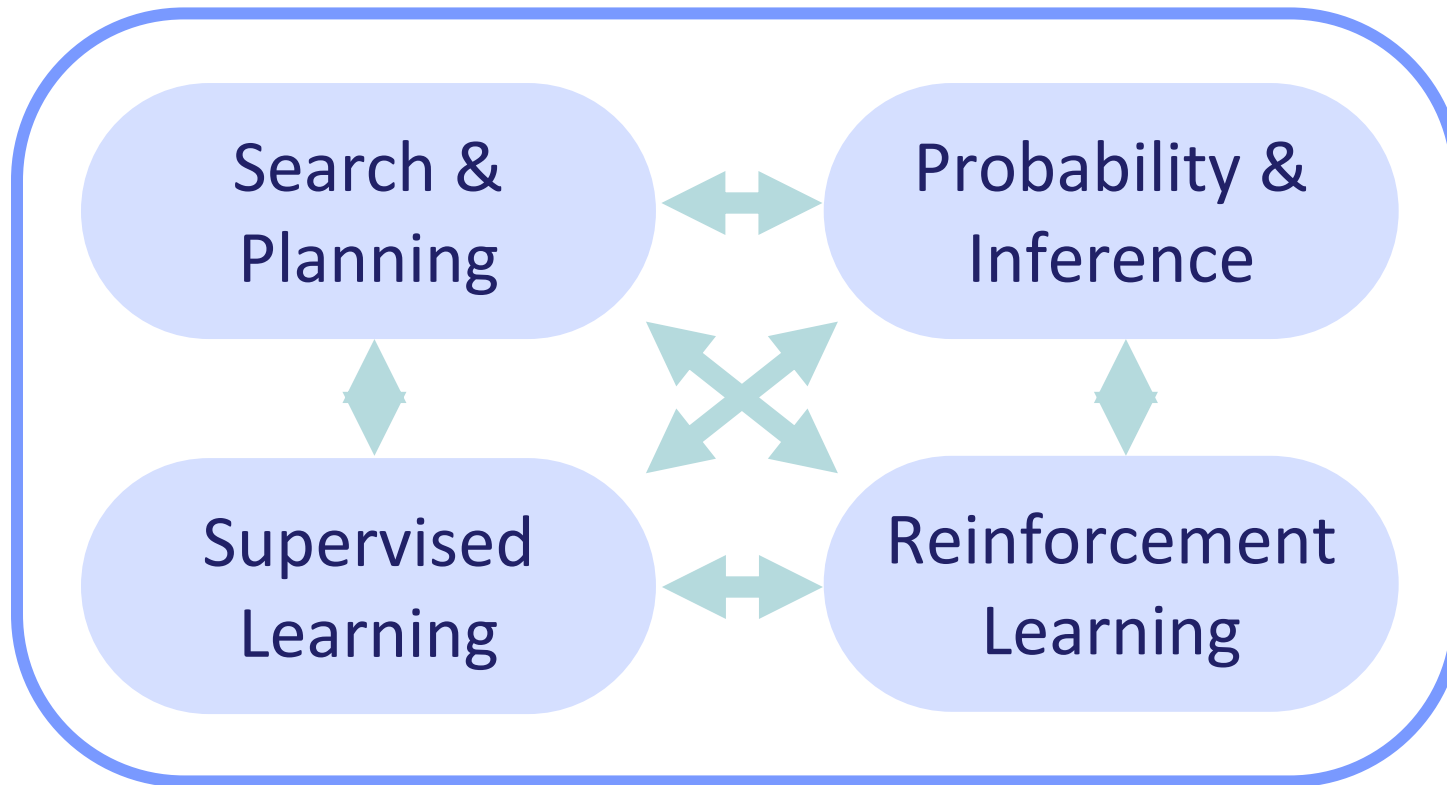 Search &
Planning
Probability &
Inference
Supervised
Learning
Reinforcement
Learning